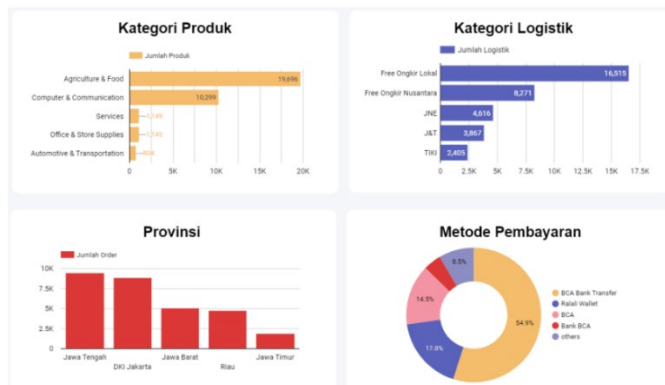 Kategori Produk
Jumlah Produk
Agriculture & Food
19,696
Computer & Communication
10,299
Services
Office & Store Supplies
Automotive & Transportation
0 5K 10K 15K 20K
Kategori Logistik
Jumlah Logistik
Free Ongkir Lokal
16,515
Free Ongkir Nusantara
8,271
JNE
4,616
J&T
3,867
TIKI
2,405
0 2.5K 5K 7.5K 10K 12.5K 15K 17.5K
Provinsi
Jumlah Order
10K
7.5K
5K
2.5K
0
Jawa Tengah
DKI Jakarta
Jawa Barat
Riau
Jawa Timur
Metode Pembayaran
8.5%
14.5%
54.9%
BCA Bank Transfer
Ralali Wallet
BCA
Bank BCA
others